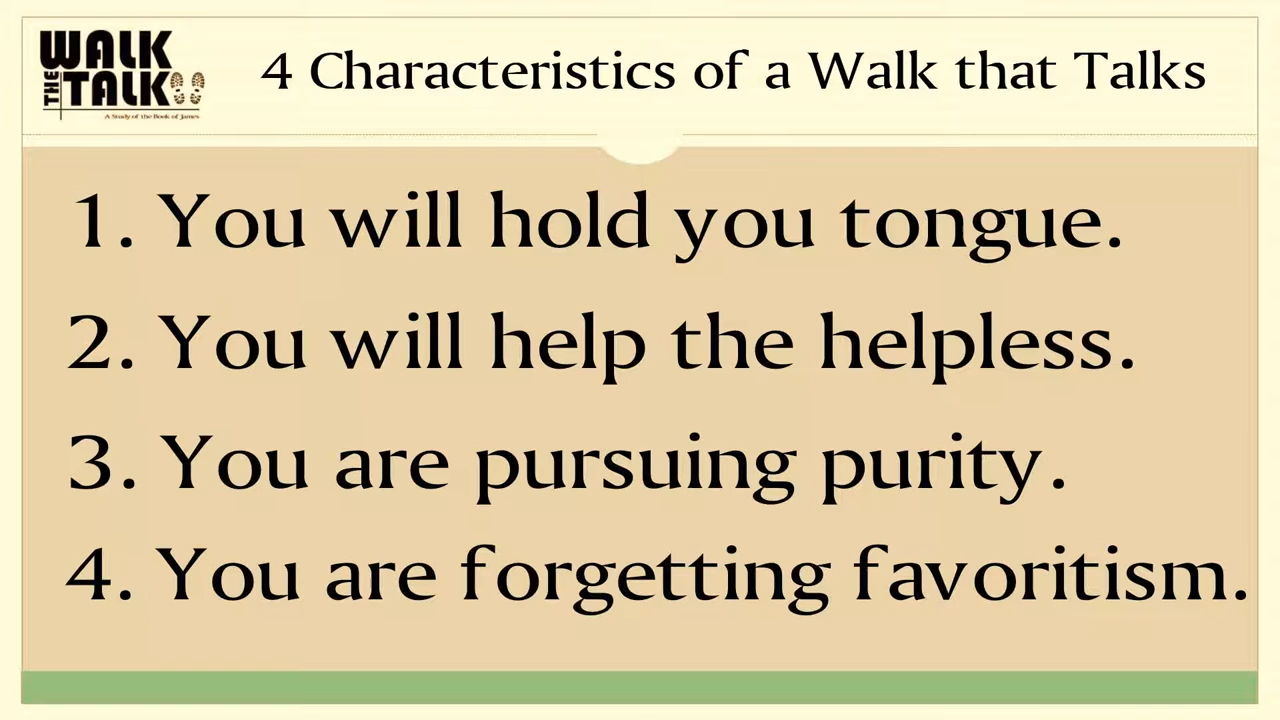 WALK
THE
TALK
A Study of the Book of James
4 Characteristics of a Walk that Talks
1. You will hold you tongue.
2. You will help the helpless.
3. You are pursuing purity.
4. You are forgetting favoritism.